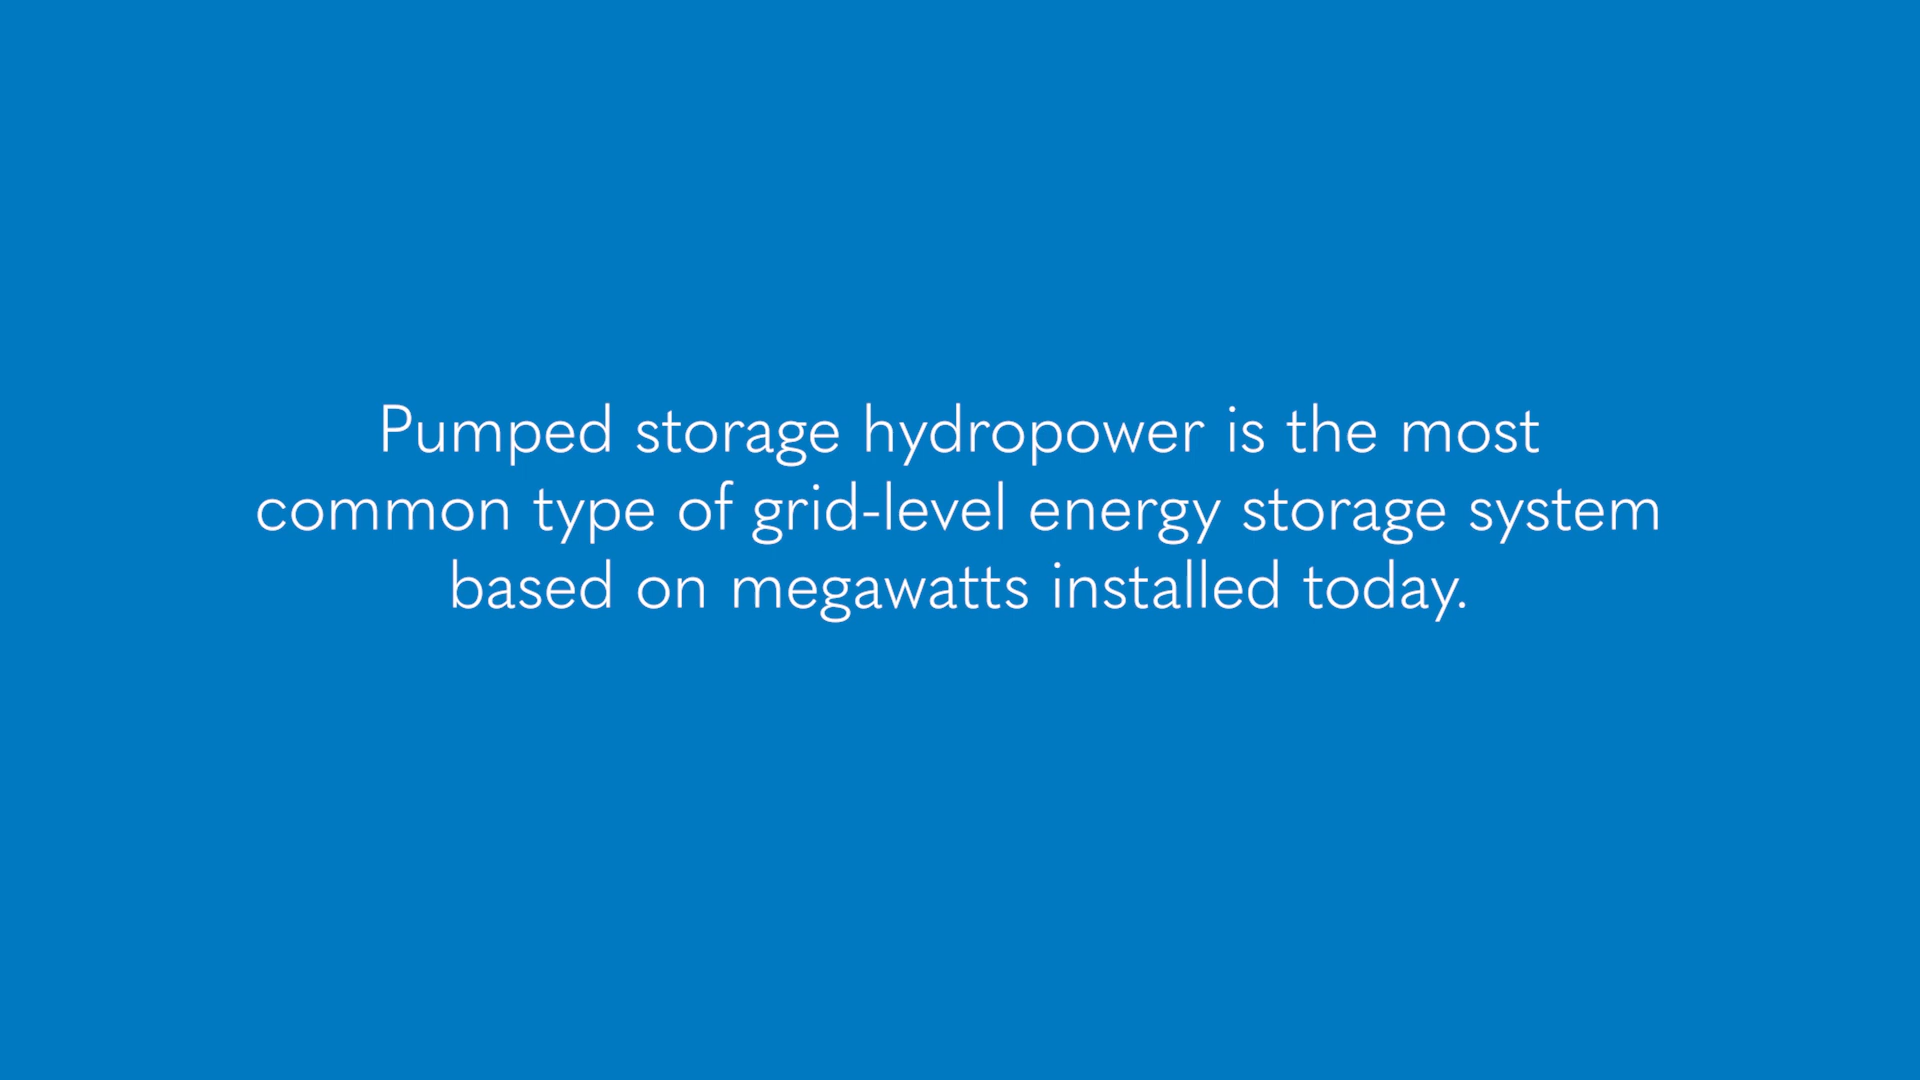 Pumped storage hydropower is the most
common type of grid-level energy storage system
based on megawatts installed today.